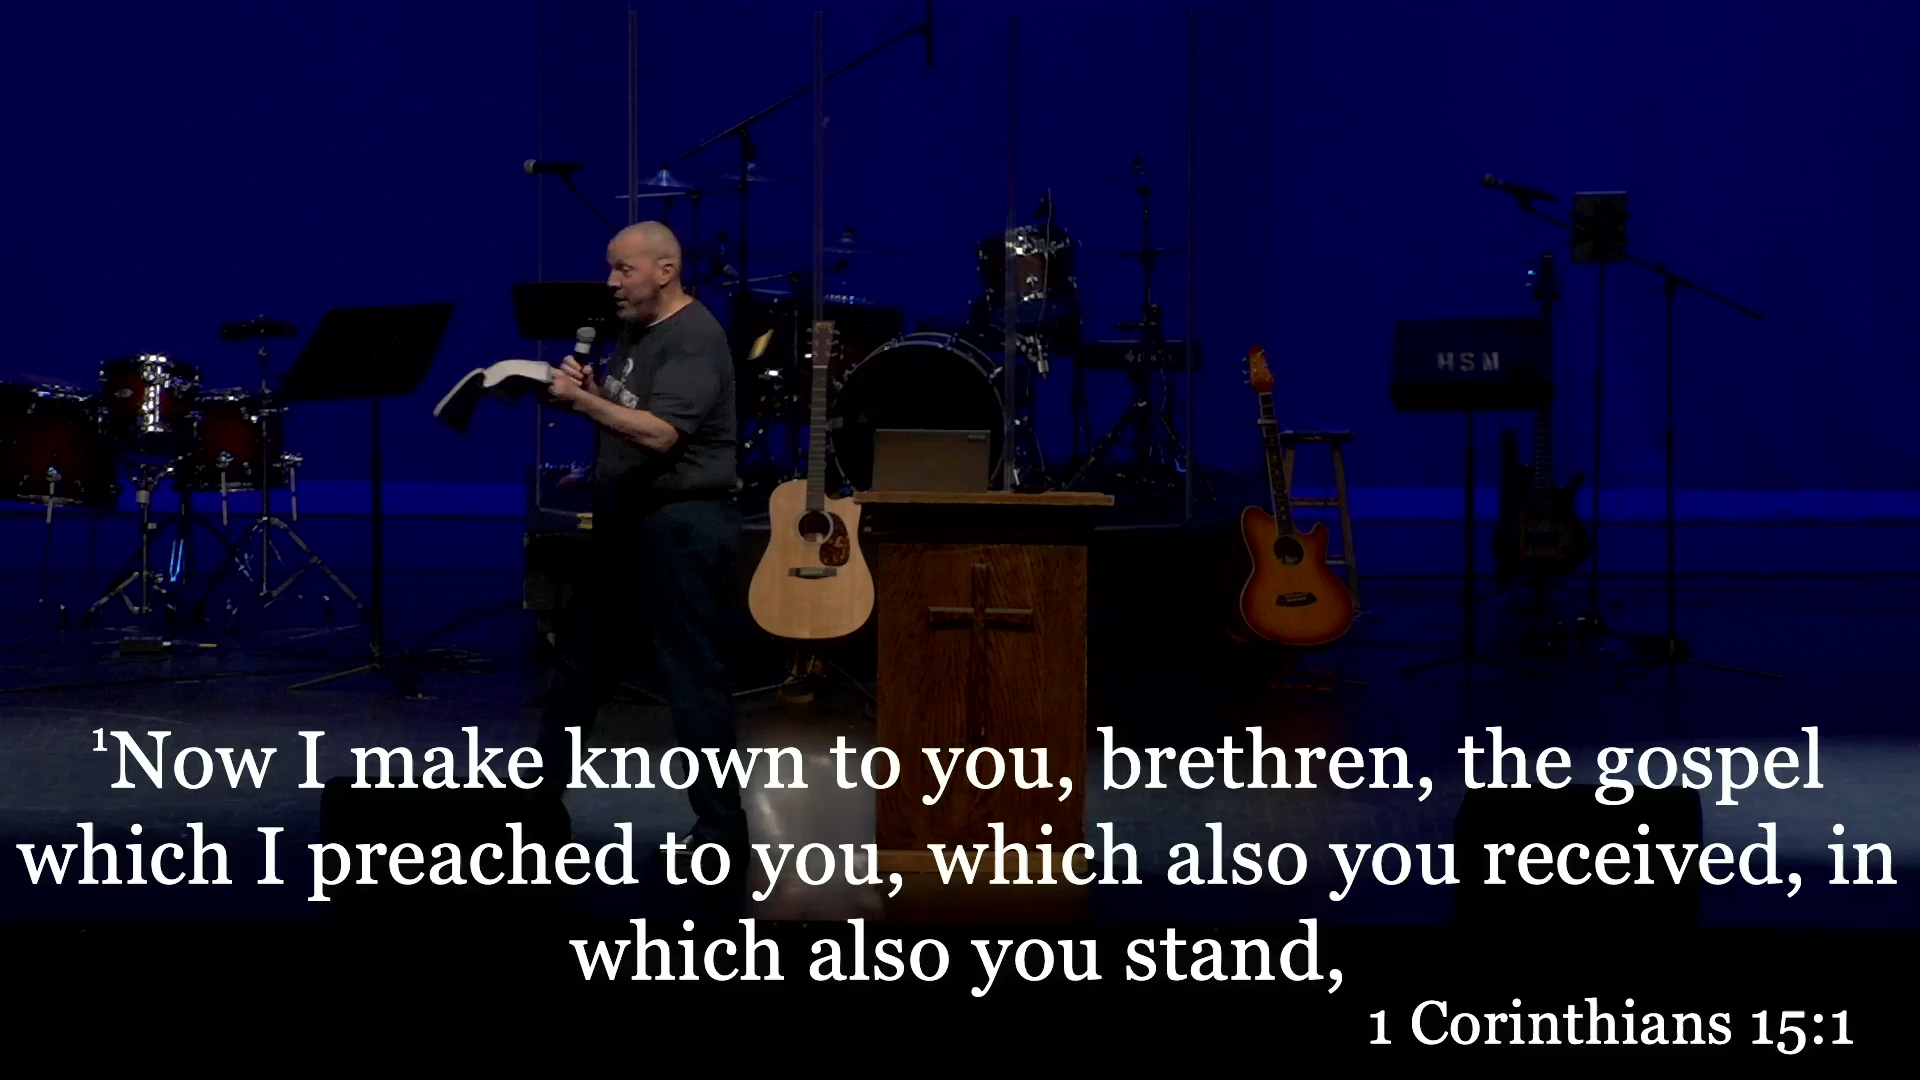 HSM
¹Now I make known to you, brethren, the gospel
which I preached to you, which also you received, in
which also you stand,
1 Corinthians 15:1